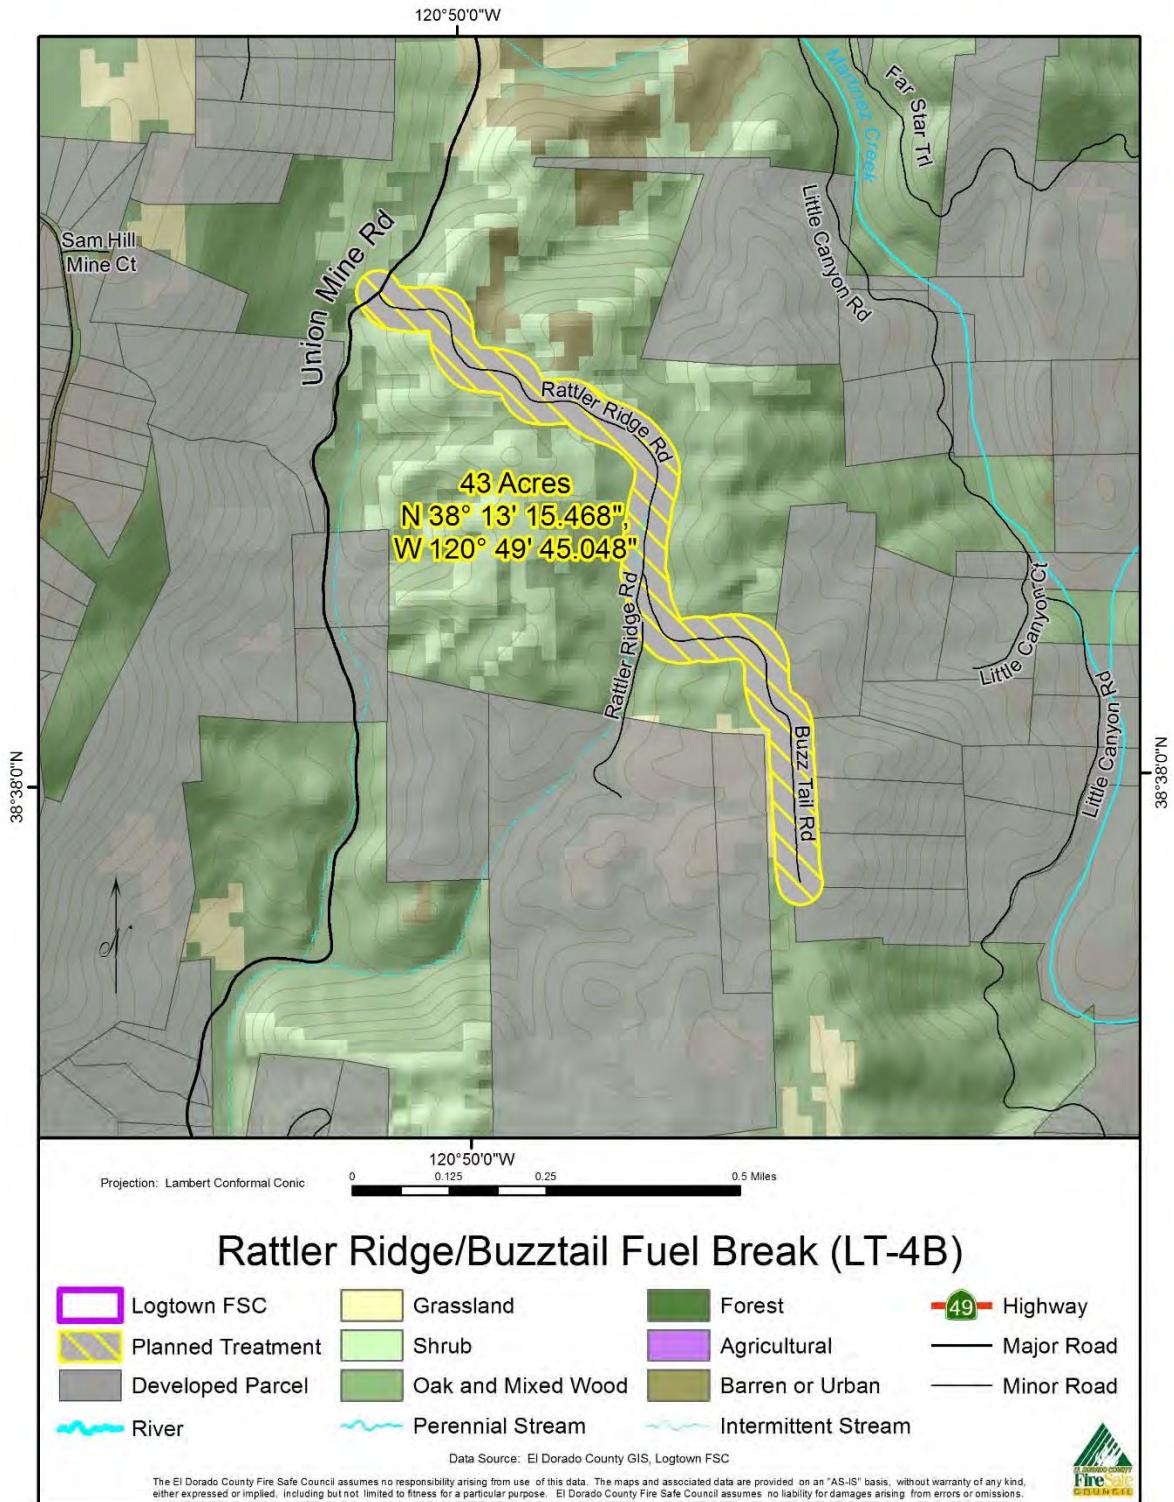 120°50'0"W
Martinez Creek
Far Star Trl
Little Canyon Rd
Sam Hill
Mine Ct
Union Mine Rd
Rattler Ridge Rd
43 Acres
N 38° 13' 15.468",
W 120° 49' 45.048"
Rattler Ridge Rd
Little Canyon Ct
Little Canyon Rd
Buzz Tail Rd
38°38'0"N
38°38'0"N
N
120°50'0"W
Projection: Lambert Conformal Conic
0 0.125 0.25 0.5 Miles
Rattler Ridge/Buzztail Fuel Break (LT-4B)
Logtown FSC
Grassland
Forest
49 Highway
Planned Treatment
Shrub
Agricultural
Major Road
Developed Parcel
Oak and Mixed Wood
Barren or Urban
Minor Road
River
Perennial Stream
Intermittent Stream
Data Source: El Dorado County GIS, Logtown FSC
The El Dorado County Fire Safe Council assumes no responsibility arising from use of this data. The maps and associated data are provided on an "AS-IS" basis, without warranty of any kind,
either expressed or implied, including but not limited to fitness for a particular purpose. El Dorado County Fire Safe Council assumes no liability for damages arising from errors or omissions.
EL DORADO COUNTY
Fire Safe
COUNCIL